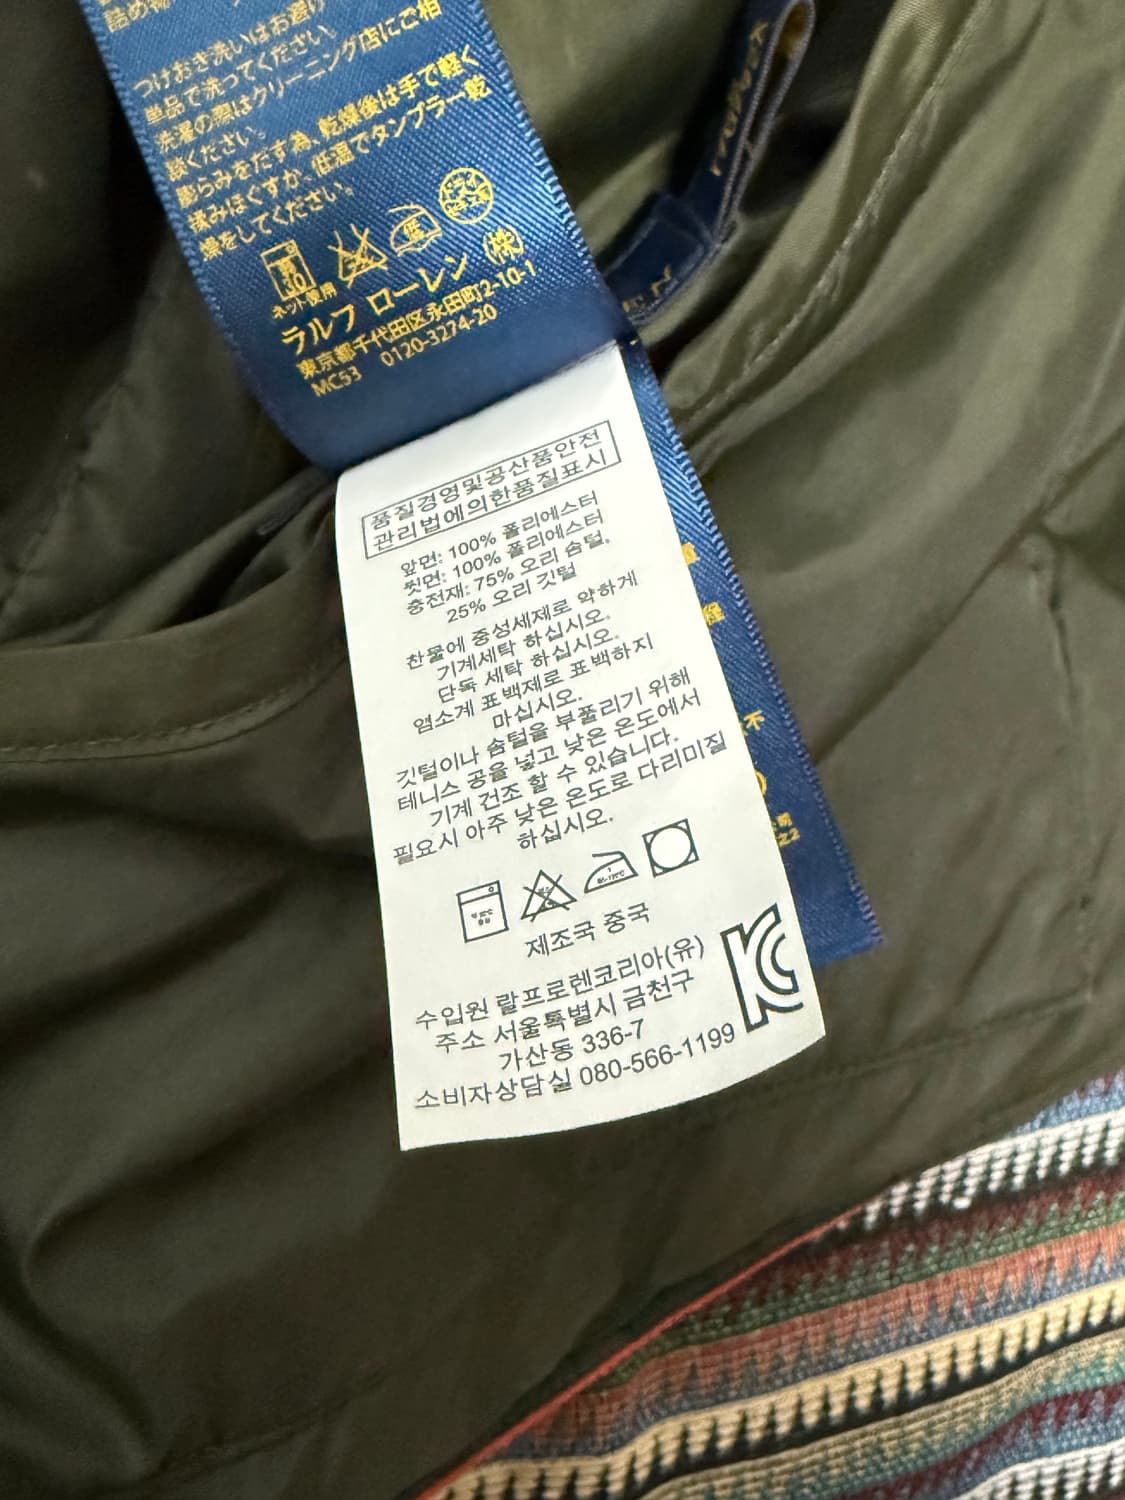 つけおき洗いはお避け
単品で洗ってください。
洗濯の際はクリーニング店にご相
談ください。
膨らみをだす為、乾燥後は手で軽く
揉みほぐすか、低温でタンブラー乾
燥をしてください。
ドライ
30
低
ネット使用
ラルフ ローレン (株)
東京都千代田区永田町2-10-1
MC53 0120-3274-20
품질경영및공산품안전
관리법에의한품질표시
앞면: 100% 폴리에스터
뒷면: 100% 폴리에스터
충전재: 75% 오리 솜털,
25% 오리 깃털
찬물에 중성세제로 약하게
기계세탁 하십시오.
단독 세탁 하십시오.
염소계 표백제로 표백하지
마십시오.
깃털이나 솜털을 부풀리기 위해
테니스 공을 넣고 낮은 온도에서
기계 건조 할 수 있습니다.
필요시 아주 낮은 온도로 다리미질
하십시오.
제조국 중국
수입원 랄프로렌코리아(유)
주소 서울특별시 금천구
가산동 336-7
소비자상담실 080-566-1199
KC